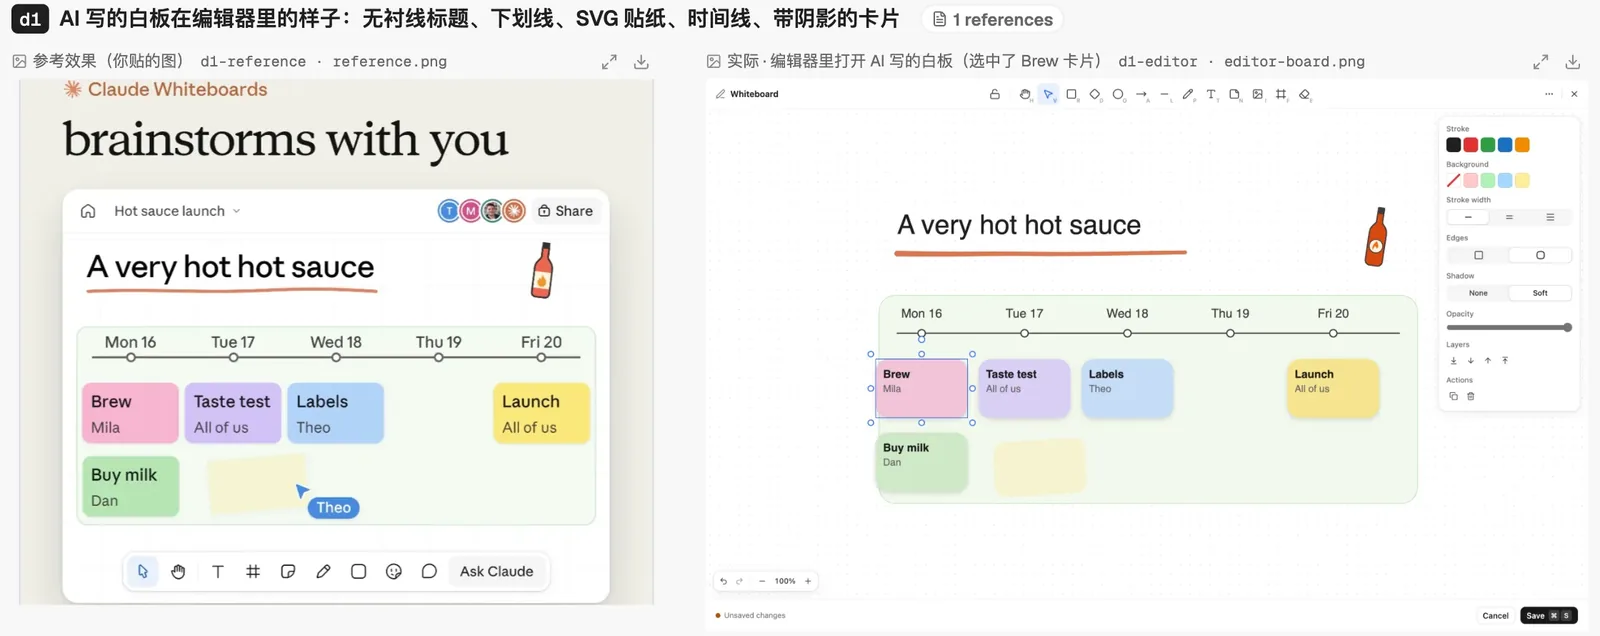 d1 AI 写的白板在编辑器里的样子：无衬线标题、下划线、SVG 贴纸、时间线、带阴影的卡片 1 references
参考效果（你贴的图） d1-reference · reference.png
Claude Whiteboards
brainstorms with you
Hot sauce launch
T M
Share
A very hot hot sauce
Mon 16 Tue 17 Wed 18 Thu 19 Fri 20
Brew Taste test Labels Launch
Mila All of us Theo All of us
Buy milk
Dan
Theo
Ask Claude
实际 · 编辑器里打开 AI 写的白板（选中了 Brew 卡片） d1-editor · editor-board.png
Whiteboard
A very hot hot sauce
Mon 16 Tue 17 Wed 18 Thu 19 Fri 20
Brew Taste test Labels Launch
Mila All of us Theo All of us
Buy milk
Dan
Stroke
Background
Stroke width
Edges
Shadow
None Soft
Opacity
Layers
Actions
100%
Unsaved changes
Cancel Save ⌘ S